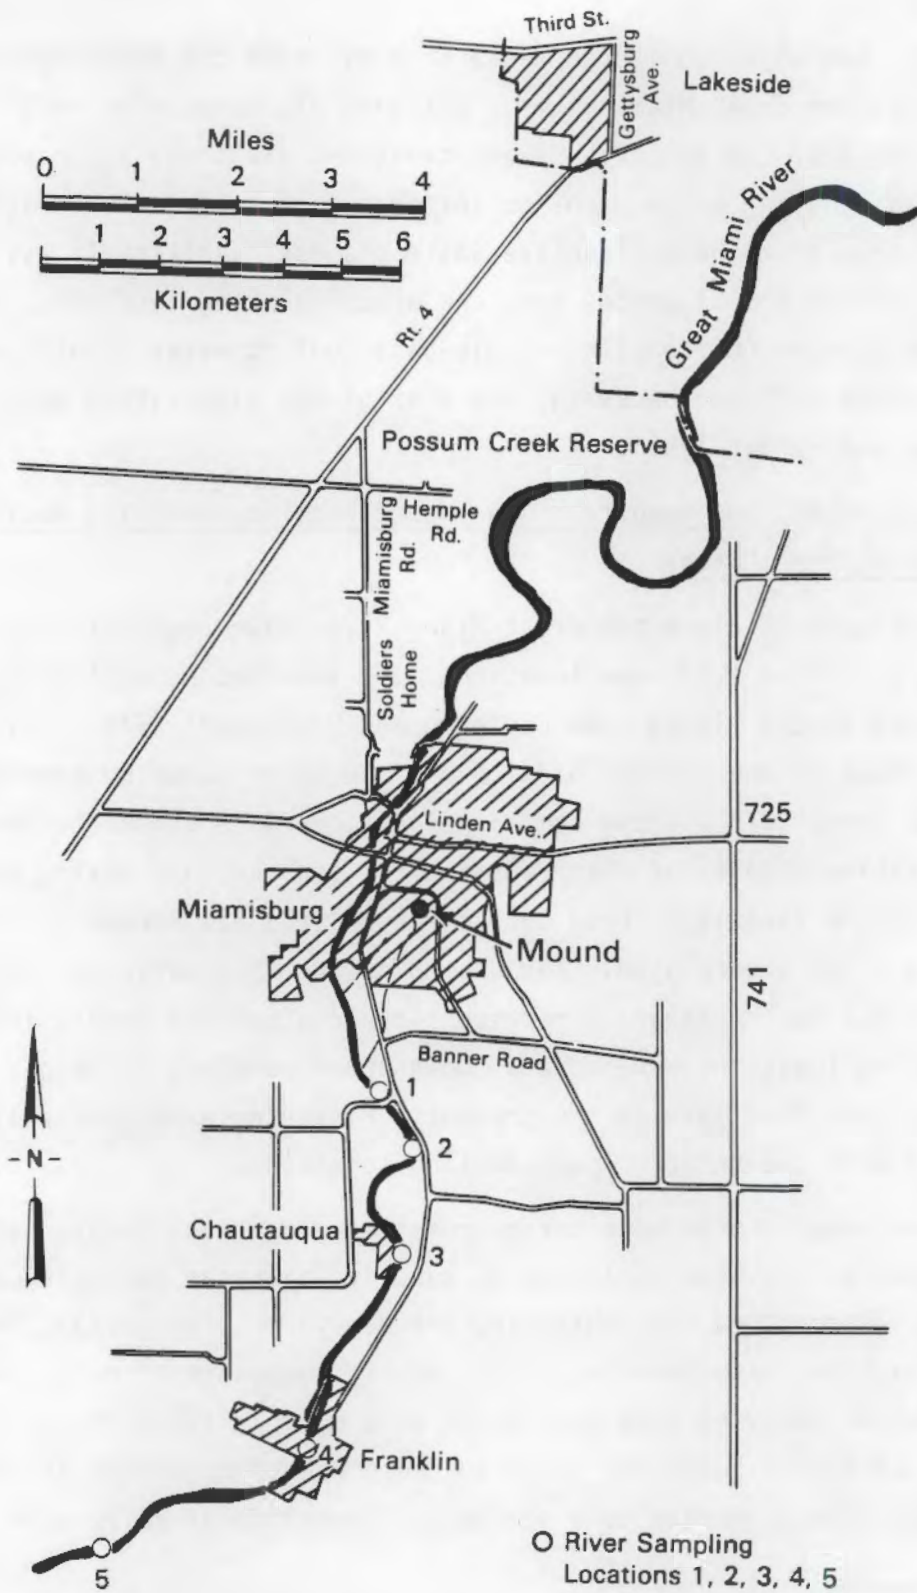 Third St.
Gettysburg
Ave.
Lakeside
Miles
0 1 2 3 4
1 2 3 4 5 6
Kilometers
Great Miami River
Rt. 4
Possum Creek Reserve
Hemple
Rd.
Soldiers Miamisburg
Home Rd.
725
Linden Ave.
Miamisburg
Mound
741
Banner Road
1
N
2
Chautauqua
3
4
Franklin
5
River Sampling
Locations 1, 2, 3, 4, 5